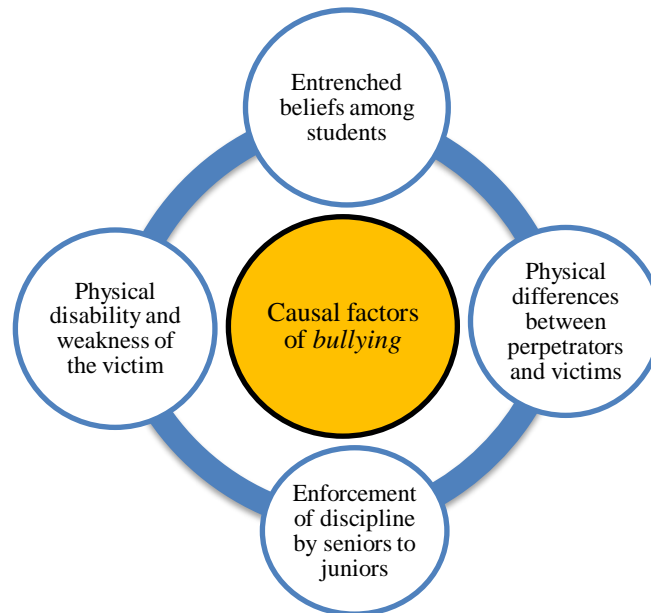 Entrenched
beliefs among
students
Physical
disability and
weakness of
the victim
Causal factors
of bullying
Physical
differences
between
perpetrators
and victims
Enforcement
of discipline
by seniors to
juniors